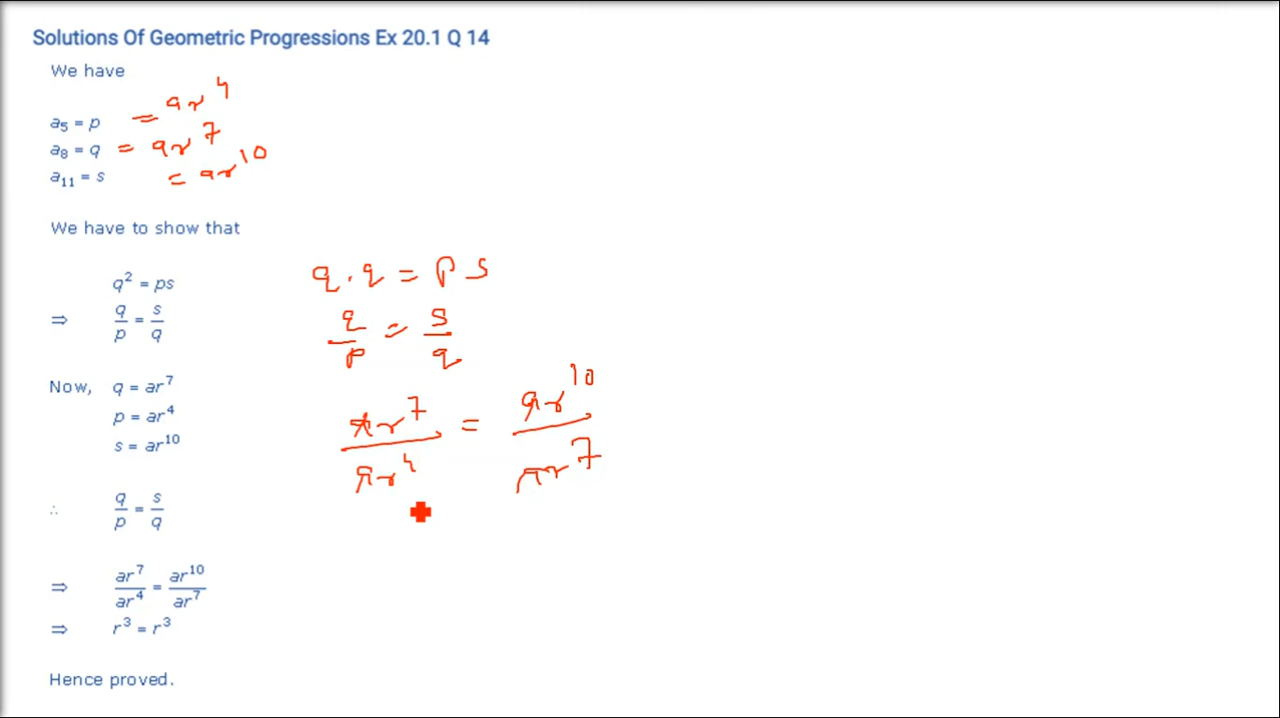 Solutions Of Geometric Progressions Ex 20.1 Q 14
We have
a₅ = p = ar⁴
a₈ = q = ar⁷
a₁₁ = s = ar¹⁰
We have to show that
q² = ps
⇒ q/p = s/q
Now, q = ar⁷
p = ar⁴
s = ar¹⁰
∴ q/p = s/q
⇒ ar⁷/ar⁴ = ar¹⁰/ar⁷
⇒ r³ = r³
Hence proved.
q . q = p s
q/p = s/q
ar⁷/ar⁴ = ar¹⁰/ar⁷